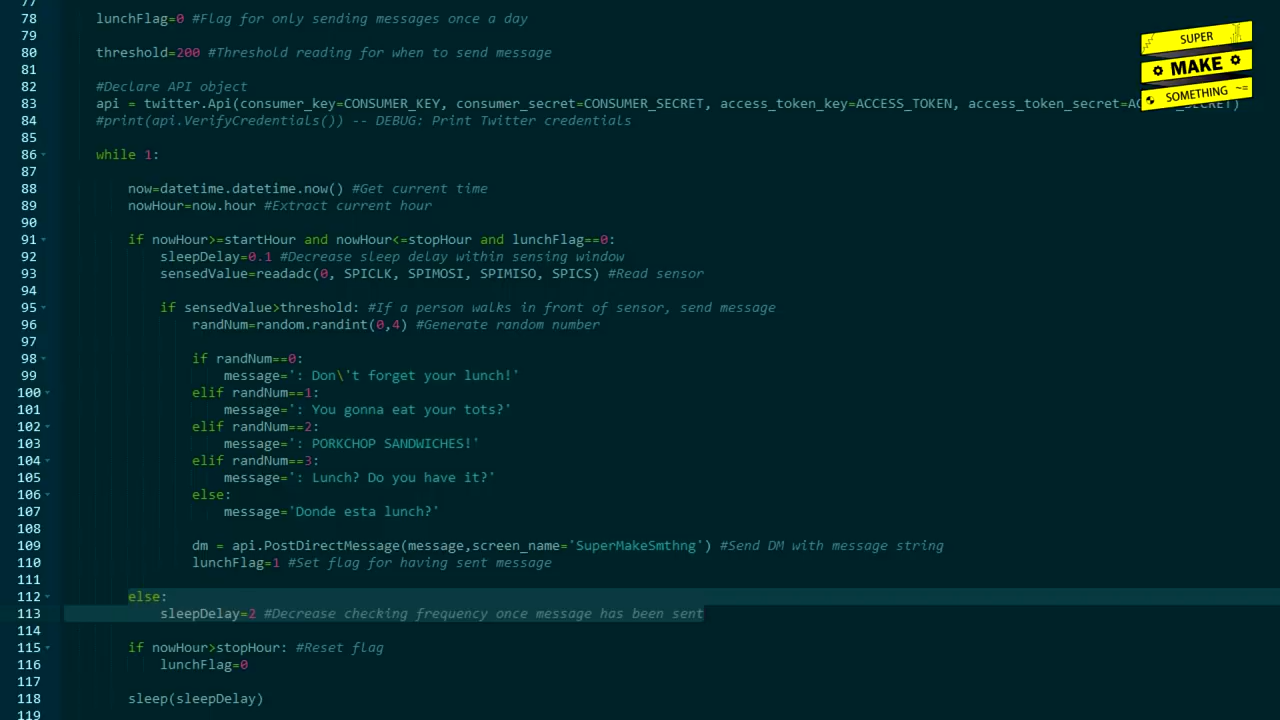 77
78 lunchFlag=0 #Flag for only sending messages once a day
79
80 threshold=200 #Threshold reading for when to send message
81
82 #Declare API object
83 api = twitter.Api(consumer_key=CONSUMER_KEY, consumer_secret=CONSUMER_SECRET, access_token_key=ACCESS_TOKEN, access_token_secret=
84 #print(api.VerifyCredentials()) -- DEBUG: Print Twitter credentials
85
86 while 1:
87
88 now=datetime.datetime.now() #Get current time
89 nowHour=now.hour #Extract current hour
90
91 if nowHour>=startHour and nowHour<=stopHour and lunchFlag==0:
92 sleepDelay=0.1 #Decrease sleep delay within sensing window
93 sensedValue=readadc(0, SPICLK, SPIMOSI, SPIMISO, SPICS) #Read sensor
94
95 if sensedValue>threshold: #If a person walks in front of sensor, send message
96 randNum=random.randint(0,4) #Generate random number
97
98 if randNum==0:
99 message=': Don\'t forget your lunch!'
100 elif randNum==1:
101 message=': You gonna eat your tots?'
102 elif randNum==2:
103 message=': PORKCHOP SANDWICHES!'
104 elif randNum==3:
105 message=': Lunch? Do you have it?'
106 else:
107 message='Donde esta lunch?'
108
109 dm = api.PostDirectMessage(message,screen_name='SuperMakeSmthng') #Send DM with message string
110 lunchFlag=1 #Set flag for having sent message
111
112 else:
113 sleepDelay=2 #Decrease checking frequency once message has been sent
114
115 if nowHour>stopHour: #Reset flag
116 lunchFlag=0
117
118 sleep(sleepDelay)
119
SUPER
MAKE
SOMETHING ~=